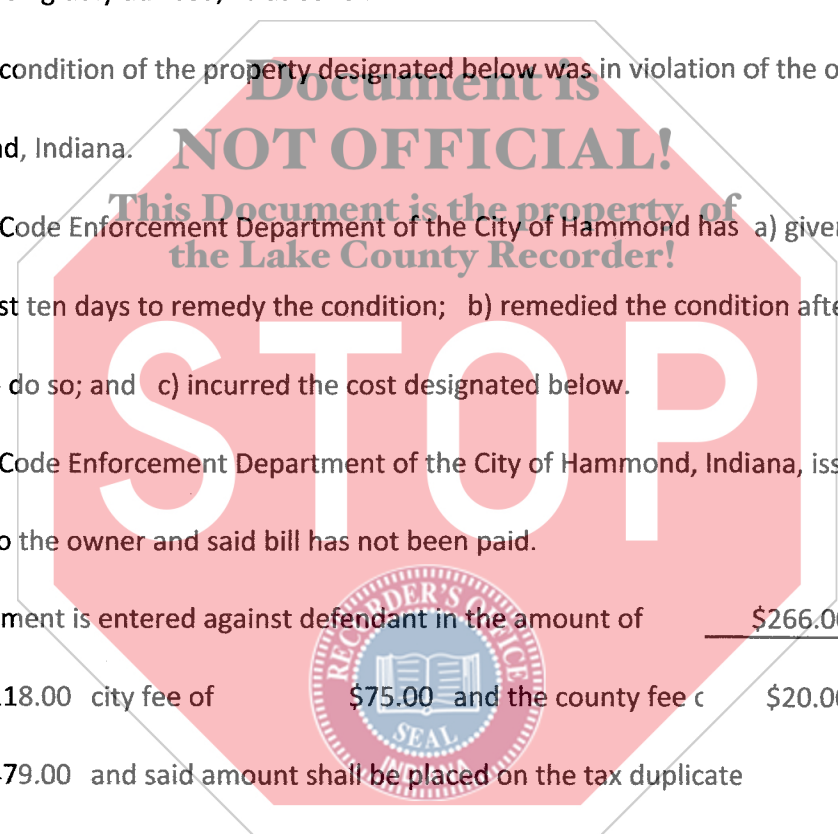 condition of the property designated below was in violation of the o
Document is
nd, Indiana.
NOT OFFICIAL!
This Document is the property of
Code Enforcement Department of the City of Hammond has a) given
the Lake County Recorder!
st ten days to remedy the condition; b) remedied the condition afte
STOP
do so; and c) incurred the cost designated below.
Code Enforcement Department of the City of Hammond, Indiana, iss
o the owner and said bill has not been paid.
ment is entered against defendant in the amount of $266.00
18.00 city fee of $75.00 and the county fee $20.00
79.00 and said amount shall be placed on the tax duplicate
RECORDER'S OFFICE
SEAL
INDIANA